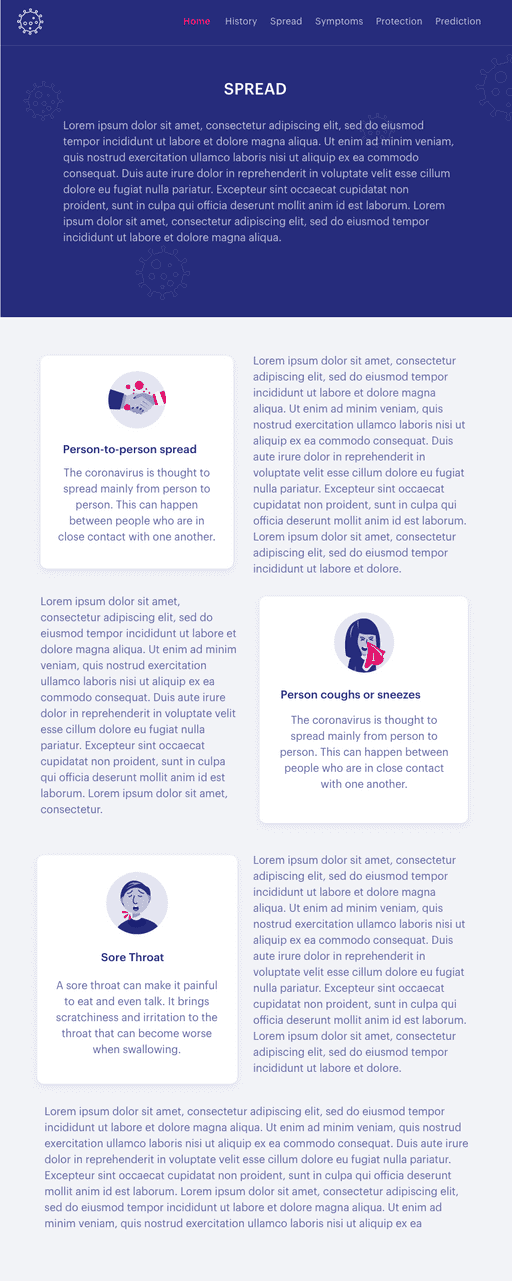 Home History Spread Symptoms Protection Prediction
SPREAD
Lorem ipsum dolor sit amet, consectetur adipiscing elit, sed do eiusmod
tempor incididunt ut labore et dolore magna aliqua. Ut enim ad minim veniam,
quis nostrud exercitation ullamco laboris nisi ut aliquip ex ea commodo
consequat. Duis aute irure dolor in reprehenderit in voluptate velit esse cillum
dolore eu fugiat nulla pariatur. Excepteur sint occaecat cupidatat non
proident, sunt in culpa qui officia deserunt mollit anim id est laborum. Lorem
ipsum dolor sit amet, consectetur adipiscing elit, sed do eiusmod tempor
incididunt ut labore et dolore magna aliqua.
Person-to-person spread
The coronavirus is thought to
spread mainly from person to
person. This can happen
between people who are in
close contact with one another.
Lorem ipsum dolor sit amet, consectetur
adipiscing elit, sed do eiusmod tempor
incididunt ut labore et dolore magna
aliqua. Ut enim ad minim veniam, quis
nostrud exercitation ullamco laboris nisi ut
aliquip ex ea commodo consequat. Duis
aute irure dolor in reprehenderit in
voluptate velit esse cillum dolore eu fugiat
nulla pariatur. Excepteur sint occaecat
cupidatat non proident, sunt in culpa qui
officia deserunt mollit anim id est laborum.
Lorem ipsum dolor sit amet, consectetur
adipiscing elit, sed do eiusmod tempor
incididunt ut labore et dolore.
Lorem ipsum dolor sit amet,
consectetur adipiscing elit, sed do
eiusmod tempor incididunt ut labore et
dolore magna aliqua. Ut enim ad minim
veniam, quis nostrud exercitation
ullamco laboris nisi ut aliquip ex ea
commodo consequat. Duis aute irure
dolor in reprehenderit in voluptate velit
esse cillum dolore eu fugiat nulla
pariatur. Excepteur sint occaecat
cupidatat non proident, sunt in culpa
qui officia deserunt mollit anim id est
laborum. Lorem ipsum dolor sit amet,
consectetur.
Person coughs or sneezes
The coronavirus is thought to
spread mainly from person to
person. This can happen between
people who are in close contact
with one another.
Sore Throat
A sore throat can make it painful
to eat and even talk. It brings
scratchiness and irritation to the
throat that can become worse
when swallowing.
Lorem ipsum dolor sit amet, consectetur
adipiscing elit, sed do eiusmod tempor
incididunt ut labore et dolore magna
aliqua. Ut enim ad minim veniam, quis
nostrud exercitation ullamco laboris nisi ut
aliquip ex ea commodo consequat. Duis
aute irure dolor in reprehenderit in
voluptate velit esse cillum dolore eu fugiat
nulla pariatur. Excepteur sint occaecat
cupidatat non proident, sunt in culpa qui
officia deserunt mollit anim id est laborum.
Lorem ipsum dolor sit amet, consectetur
adipiscing elit, sed do eiusmod tempor
incididunt ut labore et dolore.
Lorem ipsum dolor sit amet, consectetur adipiscing elit, sed do eiusmod tempor
incididunt ut labore et dolore magna aliqua. Ut enim ad minim veniam, quis nostrud
exercitation ullamco laboris nisi ut aliquip ex ea commodo consequat. Duis aute irure
dolor in reprehenderit in voluptate velit esse cillum dolore eu fugiat nulla pariatur.
Excepteur sint occaecat cupidatat non proident, sunt in culpa qui officia deserunt
mollit anim id est laborum. Lorem ipsum dolor sit amet, consectetur adipiscing elit,
sed do eiusmod tempor incididunt ut labore et dolore magna aliqua. Ut enim ad
minim veniam, quis nostrud exercitation ullamco laboris nisi ut aliquip ex ea